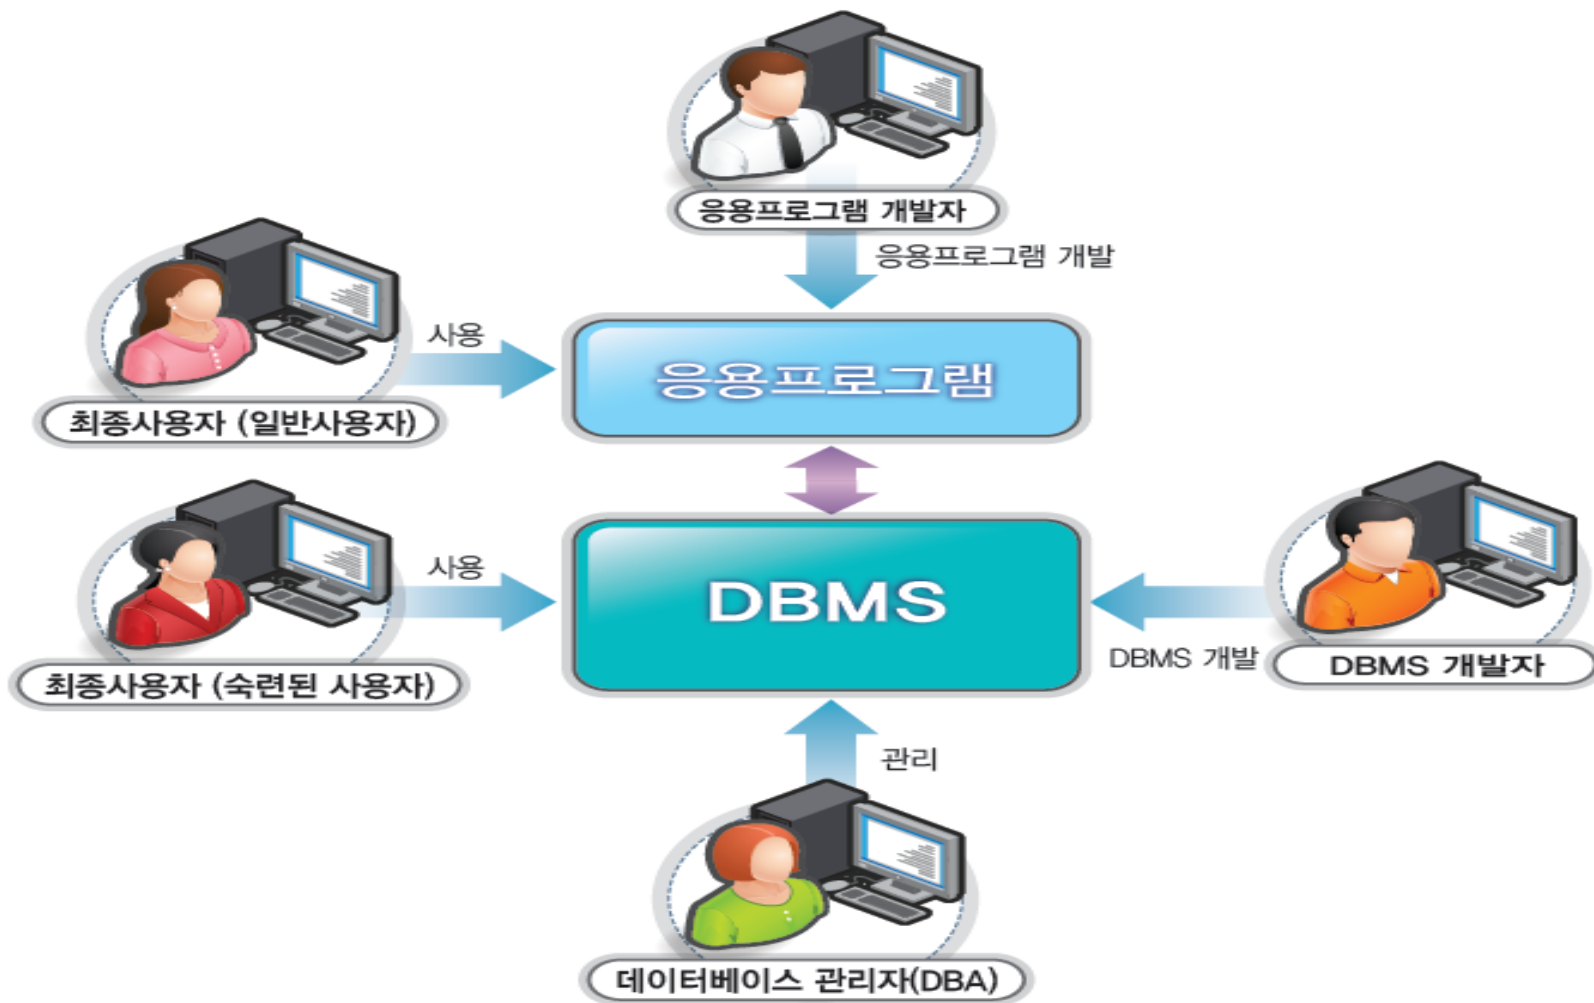 응용프로그램 개발자
응용프로그램 개발
사용
응용프로그램
최종사용자 (일반사용자)
사용
DBMS
DBMS 개발
DBMS 개발자
최종사용자 (숙련된 사용자)
관리
데이터베이스 관리자(DBA)